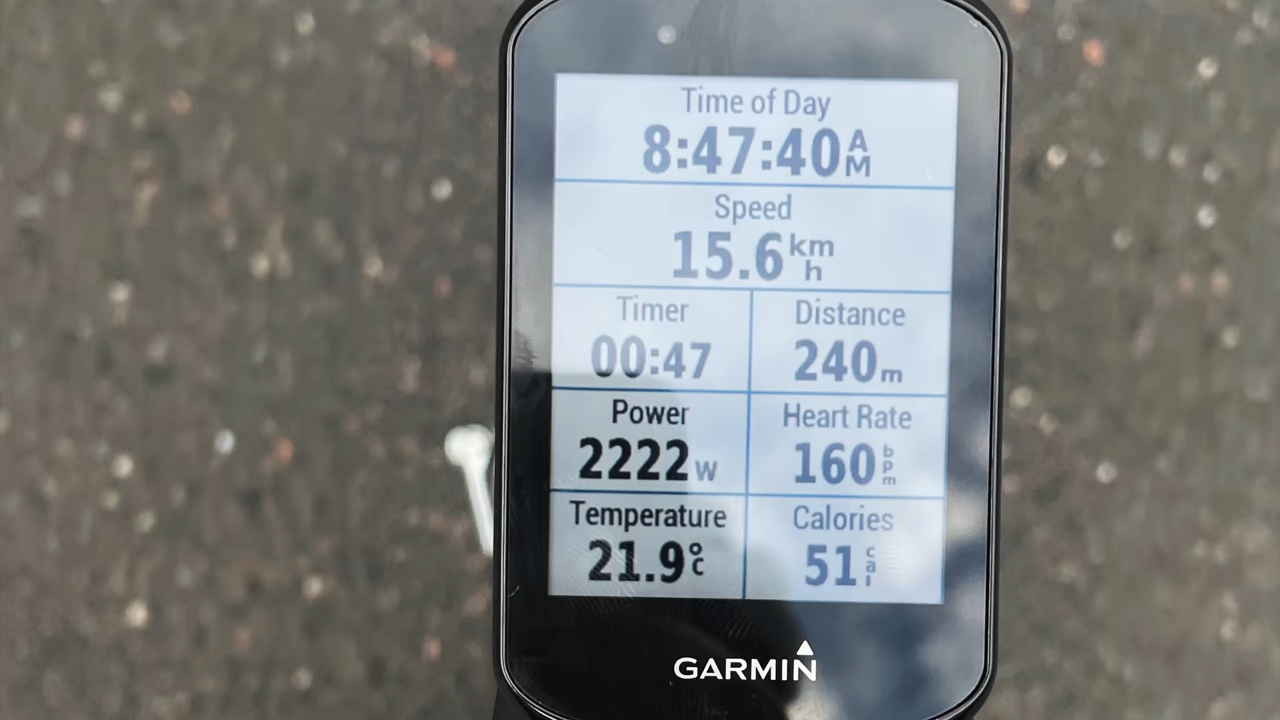 Time of Day
8:47:40 AM
Speed
15.6 km h
Timer Distance
00:47 240 m
Power Heart Rate
2222 W 160 bpm
Temperature Calories
21.9 °C 51 cal
GARMIN